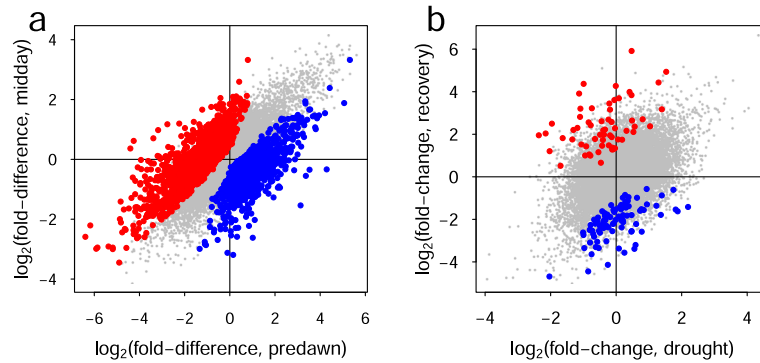 a
log2(fold−difference, midday)
4
2
0
−2
−4
−6 −4 −2 0 2 4 6
log2(fold−difference, predawn)
b
log2(fold−change, recovery)
6
4
2
0
−2
−4
−4 −2 0 2 4
log2(fold−change, drought)